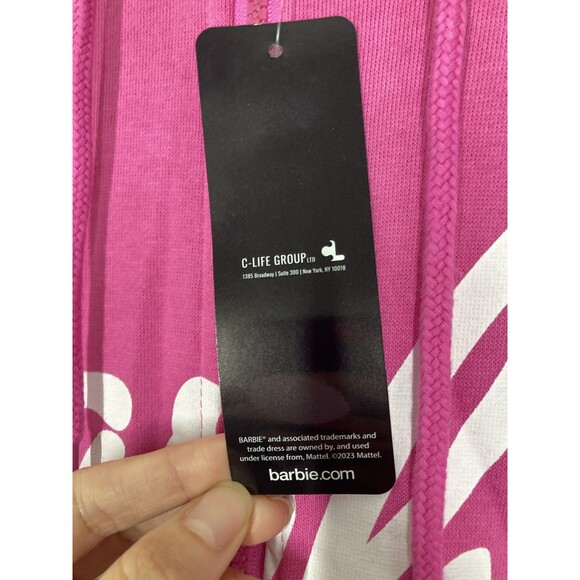 C-LIFE GROUP LTD
1385 Broadway | Suite 300 | New York, NY 10018
BARBIE® and associated trademarks and
trade dress are owned by, and used
under license from, Mattel. ©2023 Mattel.
barbie.com